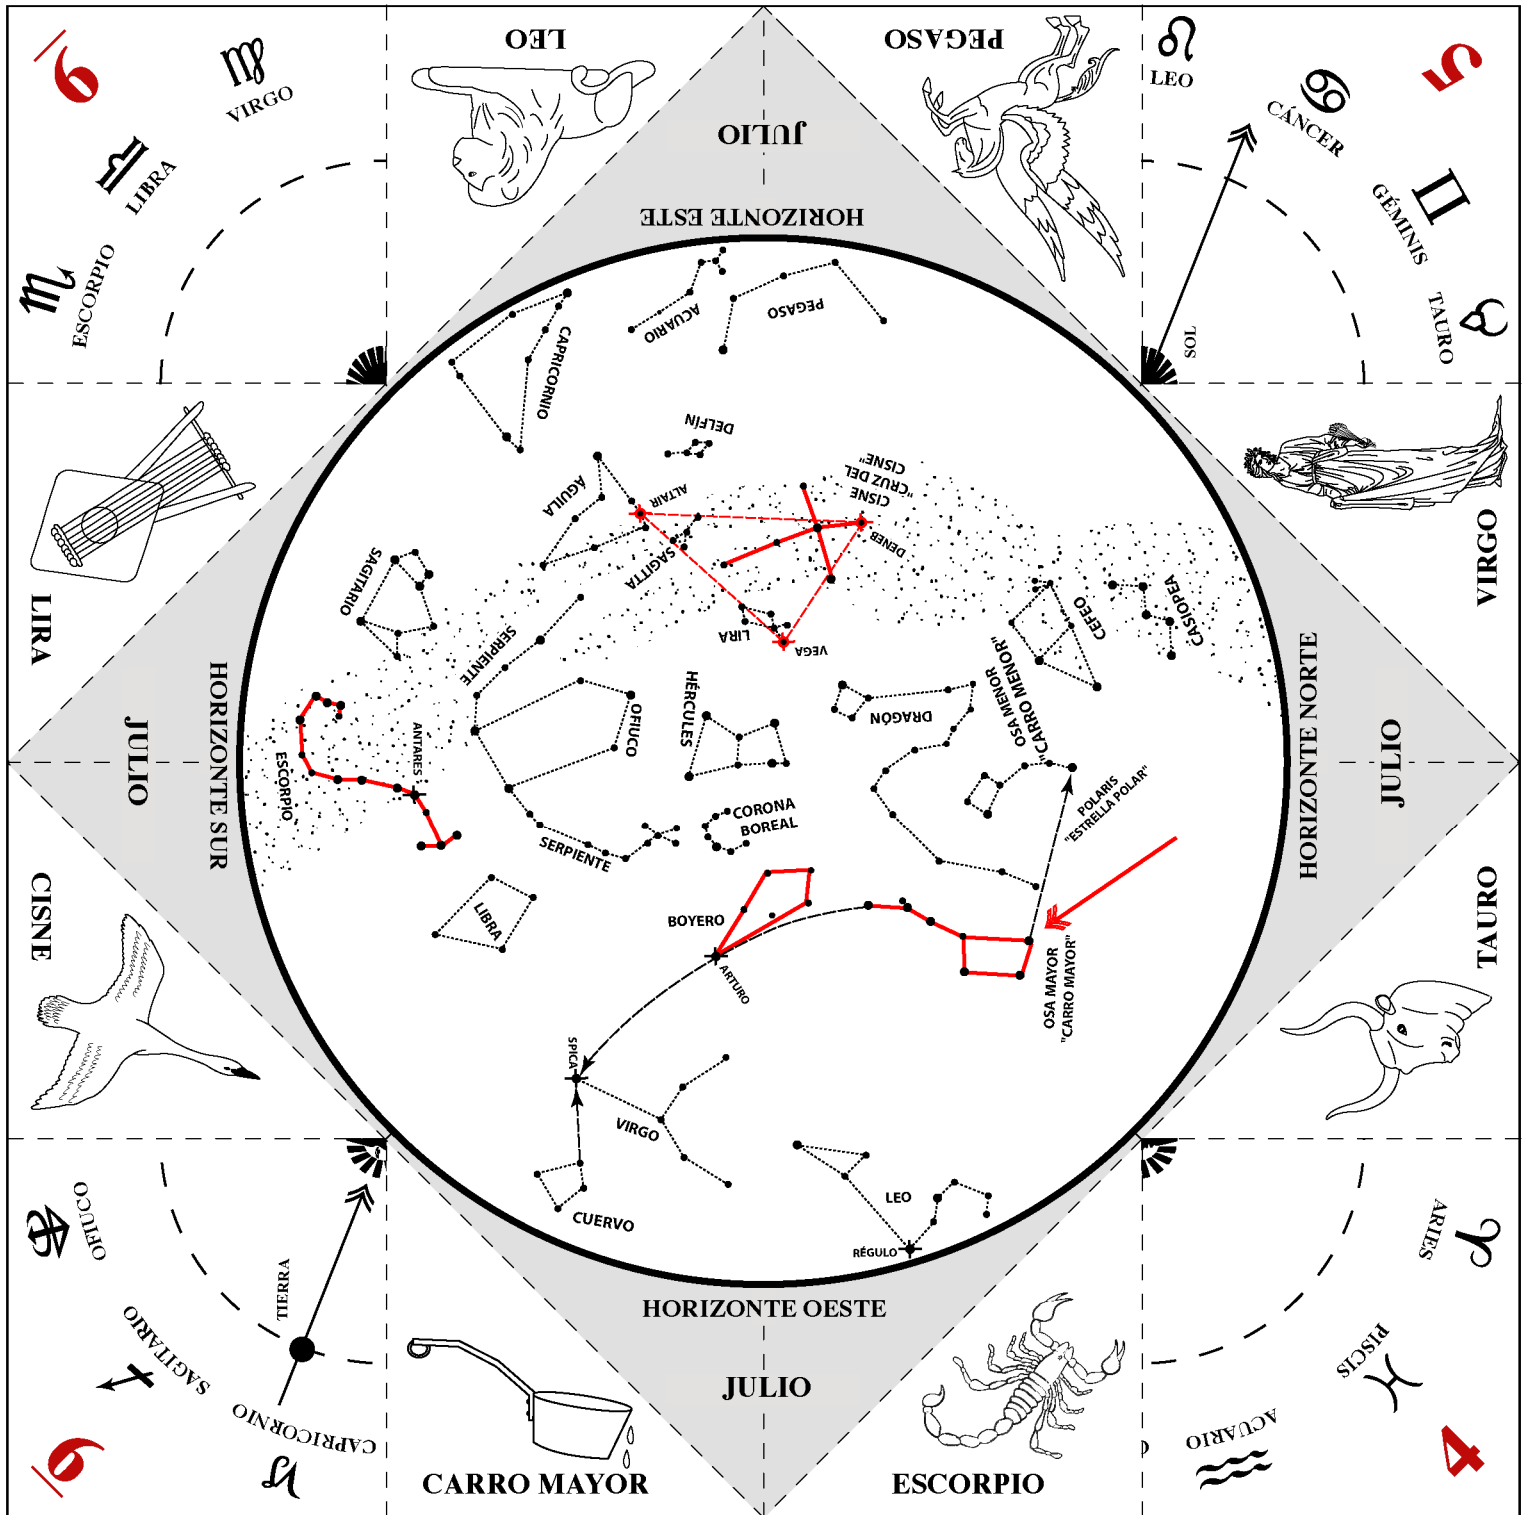 9
VIRGO
LIBRA
ESCORPIO
LEO
PEGASO
LEO
CÁNCER
GÉMINIS
TAURO
5
SOL
JULIO
HORIZONTE ESTE
LIRA
JULIO
HORIZONTE SUR
CISNE
VIRGO
HORIZONTE NORTE
JULIO
TAURO
CAPRICORNIO
ACUARIO
PEGASO
DELFÍN
ÁGUILA
ALTAIR
SAGITTA
CISNE
"CRUZ DEL
CISNE"
DENEB
LIRA
VEGA
SAGITARIO
SERPIENTE
OFIUCO
HÉRCULES
DRAGÓN
OSA MENOR
"CARRO MENOR"
CEFEO
CASIOPEA
ESCORPIO
ANTARES
SERPIENTE
CORONA
BOREAL
POLARIS
"ESTRELLA POLAR"
LIBRA
BOYERO
ARTURO
OSA MAYOR
"CARRO MAYOR"
SPICA
VIRGO
CUERVO
LEO
RÉGULO
HORIZONTE OESTE
JULIO
OFIUCO
SAGITARIO
CAPRICORNIO
TIERRA
9
CARRO MAYOR
ESCORPIO
ARIES
PISCIS
ACUARIO
4